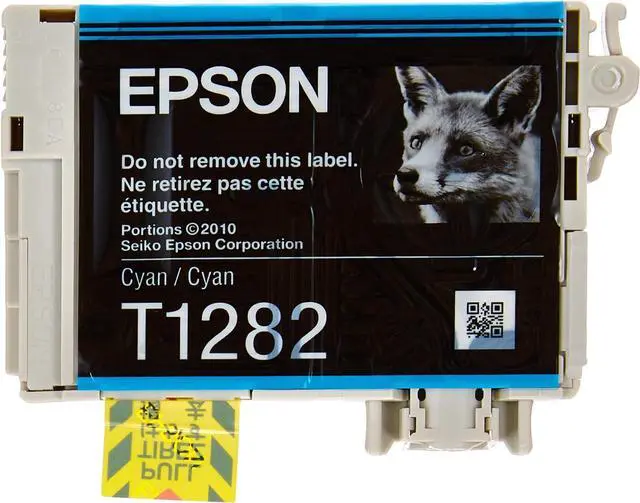 EPSON
Do not remove this label.
Ne retirez pas cette
étiquette.
Portions ©2010
Seiko Epson Corporation
Cyan / Cyan
T1282
TIREZ
PULL